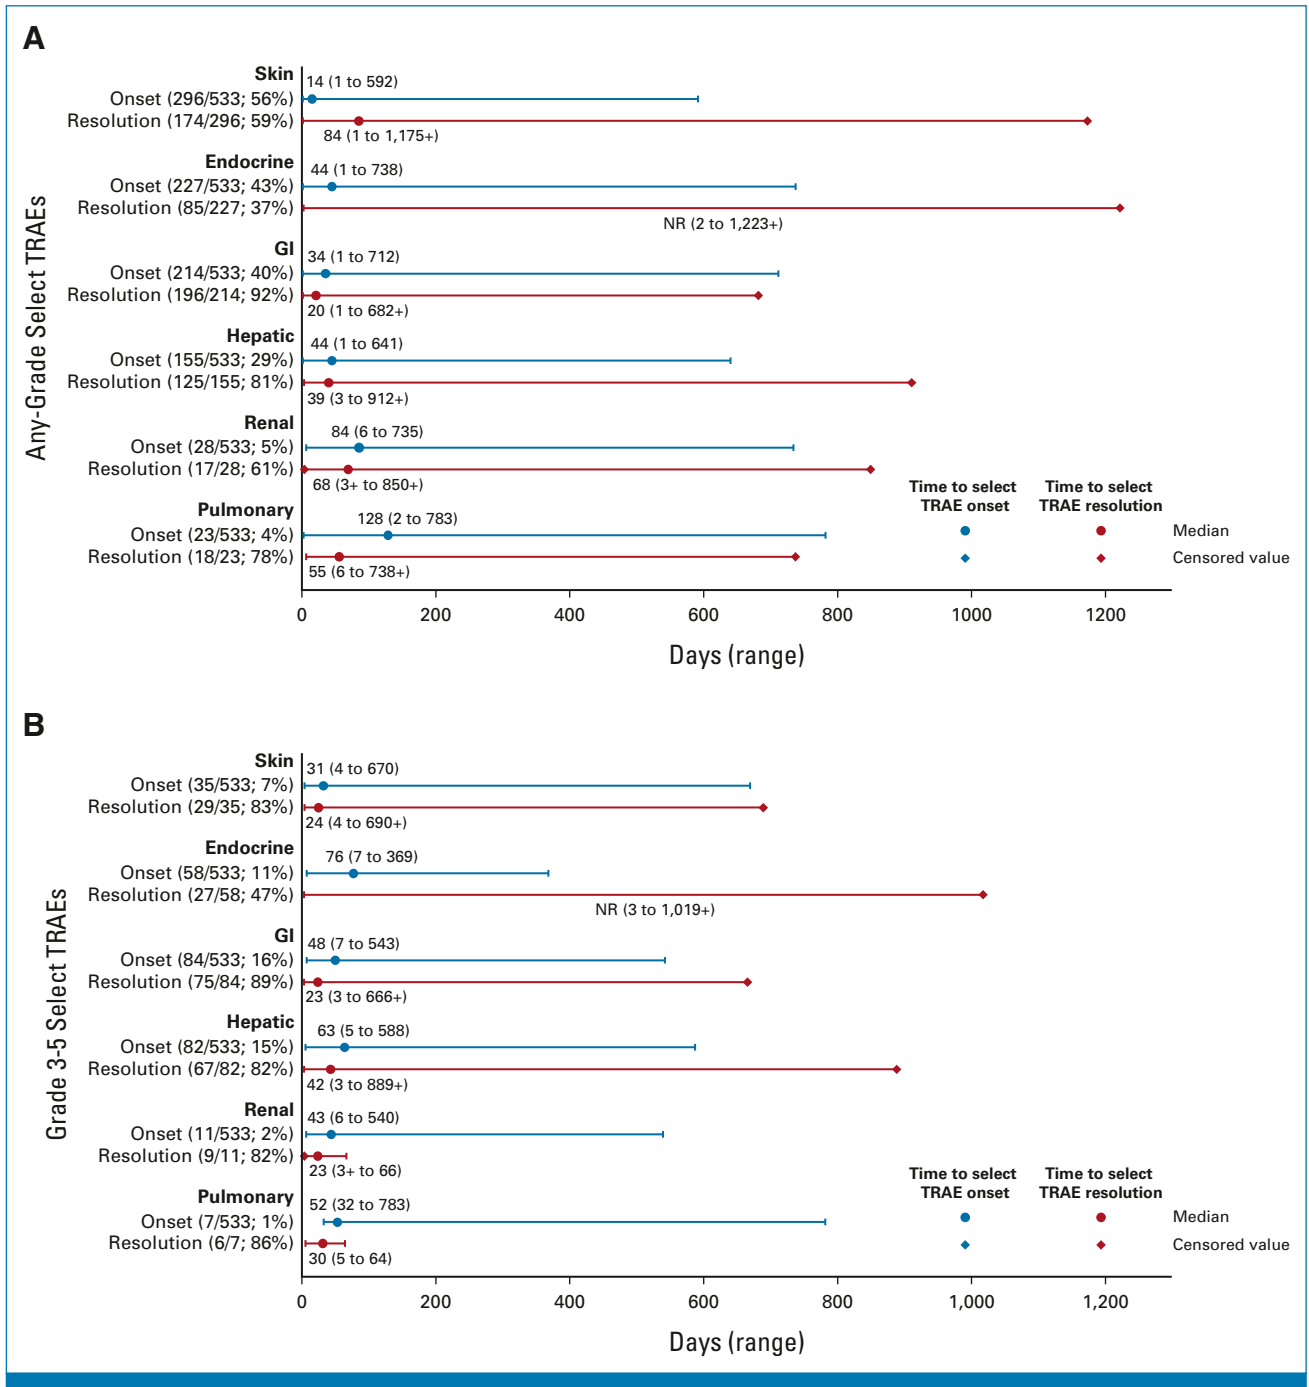 A
Any-Grade Select TRAEs
Skin
14 (1 to 592)
Onset (296/533; 56%)
Resolution (174/296; 59%)
84 (1 to 1,175+)
Endocrine
44 (1 to 738)
Onset (227/533; 43%)
Resolution (85/227; 37%)
NR (2 to 1,223+)
GI
34 (1 to 712)
Onset (214/533; 40%)
Resolution (196/214; 92%)
20 (1 to 682+)
Hepatic
44 (1 to 641)
Onset (155/533; 29%)
Resolution (125/155; 81%)
39 (3 to 912+)
Renal
84 (6 to 735)
Onset (28/533; 5%)
Resolution (17/28; 61%)
68 (3+ to 850+)
Pulmonary
128 (2 to 783)
Onset (23/533; 4%)
Resolution (18/23; 78%)
55 (6 to 738+)
Time to select TRAE onset
Time to select TRAE resolution
Median
Censored value
0 200 400 600 800 1000 1200
Days (range)
B
Grade 3-5 Select TRAEs
Skin
31 (4 to 670)
Onset (35/533; 7%)
Resolution (29/35; 83%)
24 (4 to 690+)
Endocrine
76 (7 to 369)
Onset (58/533; 11%)
Resolution (27/58; 47%)
NR (3 to 1,019+)
GI
48 (7 to 543)
Onset (84/533; 16%)
Resolution (75/84; 89%)
23 (3 to 666+)
Hepatic
63 (5 to 588)
Onset (82/533; 15%)
Resolution (67/82; 82%)
42 (3 to 889+)
Renal
43 (6 to 540)
Onset (11/533; 2%)
Resolution (9/11; 82%)
23 (3+ to 66)
Pulmonary
52 (32 to 783)
Onset (7/533; 1%)
Resolution (6/7; 86%)
30 (5 to 64)
Time to select TRAE onset
Time to select TRAE resolution
Median
Censored value
0 200 400 600 800 1,000 1,200
Days (range)